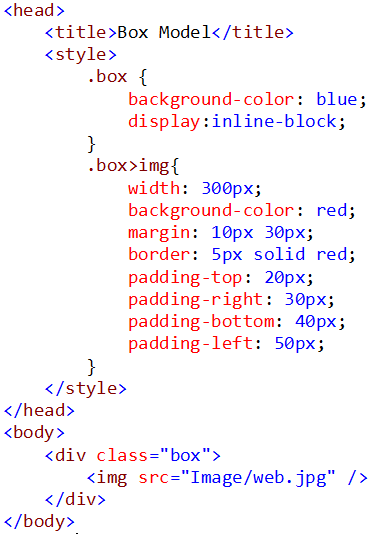 <head>
    <title>Box Model</title>
    <style>
        .box {
            background-color: blue;
            display:inline-block;
        }
        .box>img{
            width: 300px;
            background-color: red;
            margin: 10px 30px;
            border: 5px solid red;
            padding-top: 20px;
            padding-right: 30px;
            padding-bottom: 40px;
            padding-left: 50px;
        }
    </style>
</head>
<body>
    <div class="box">
        <img src="Image/web.jpg" />
    </div>
</body>